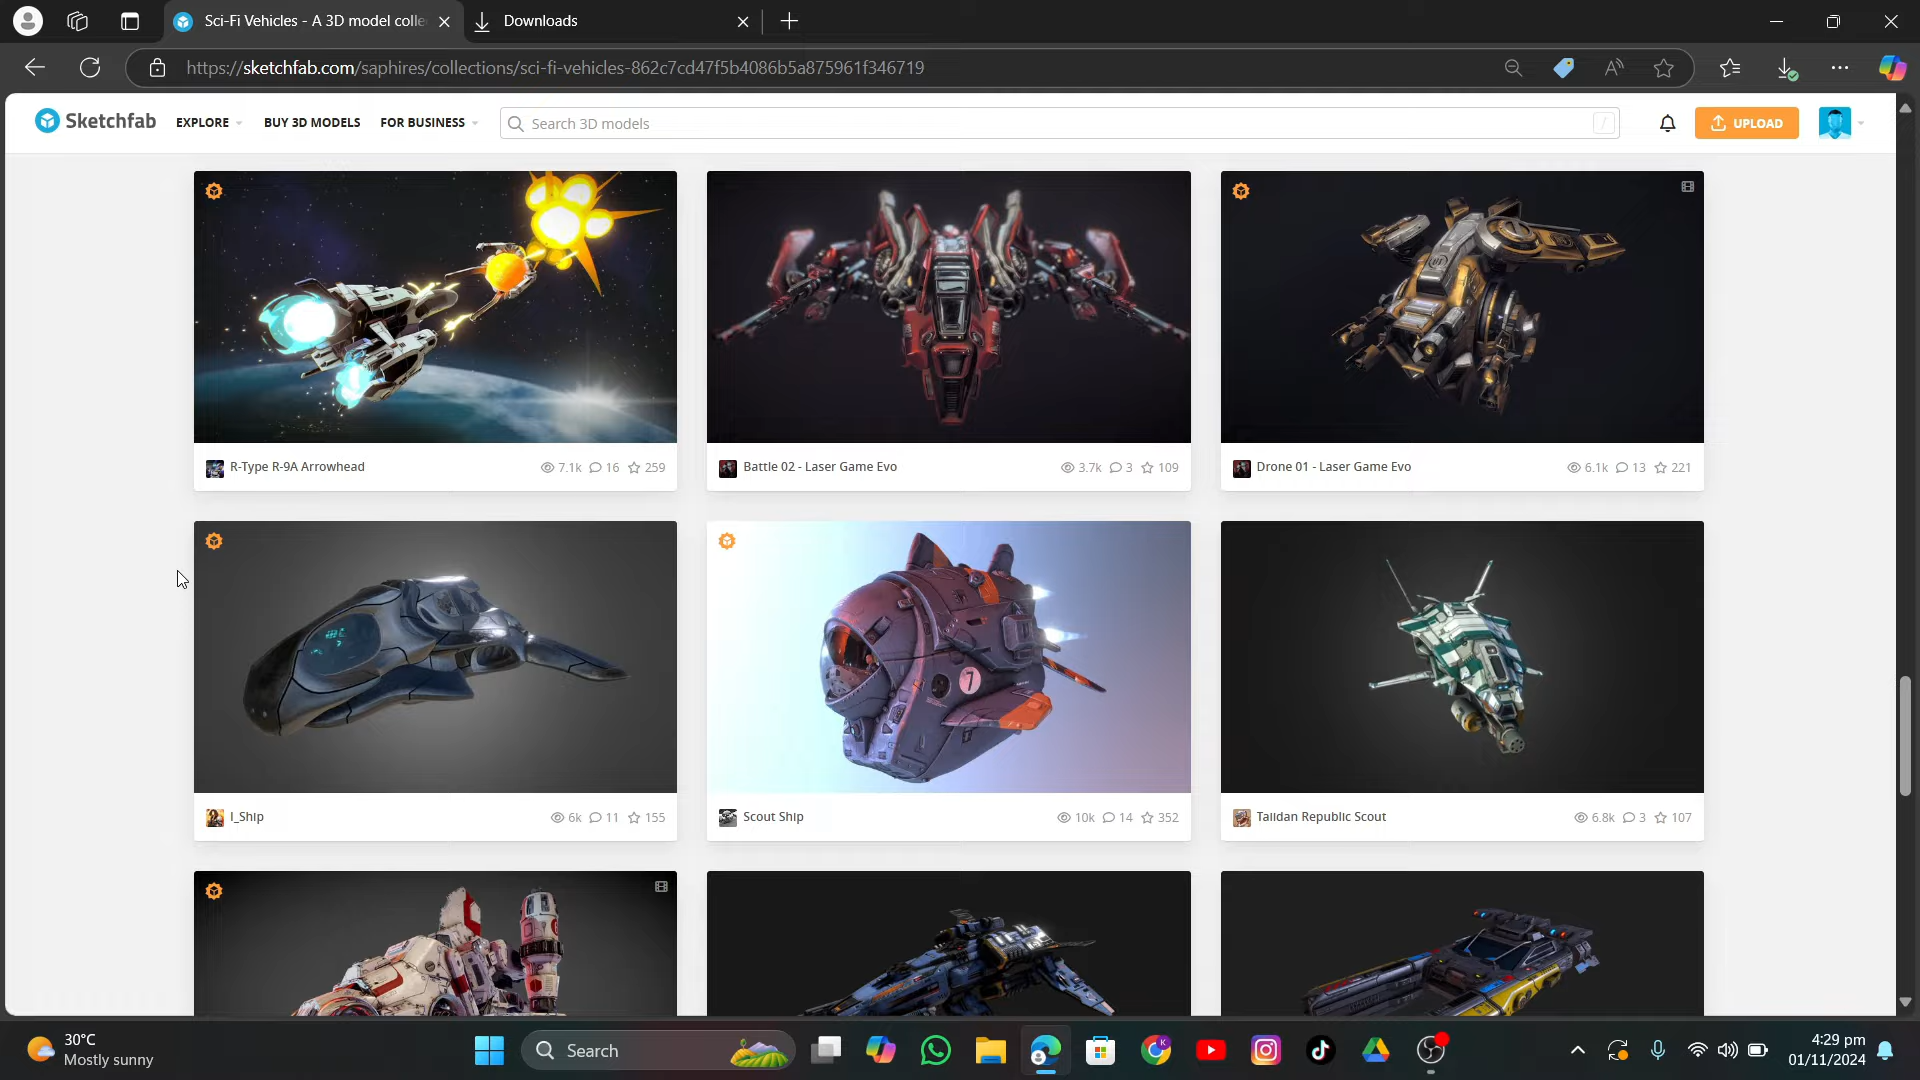 Sci-Fi Vehicles - A 3D model colle
Downloads
https://sketchfab.com/saphires/collections/sci-fi-vehicles-862c7cd47f5b4086b5a875961f346719
Sketchfab
EXPLORE
BUY 3D MODELS
FOR BUSINESS
Search 3D models
/
UPLOAD
R-Type R-9A Arrowhead
7.1k
16
259
Battle 02 - Laser Game Evo
3.7k
3
109
Drone 01 - Laser Game Evo
6.1k
13
221
7
I_Ship
6k
11
155
Scout Ship
10k
14
352
Talldan Republic Scout
6.8k
3
107
30°C
Mostly sunny
Search
4:29 pm
01/11/2024